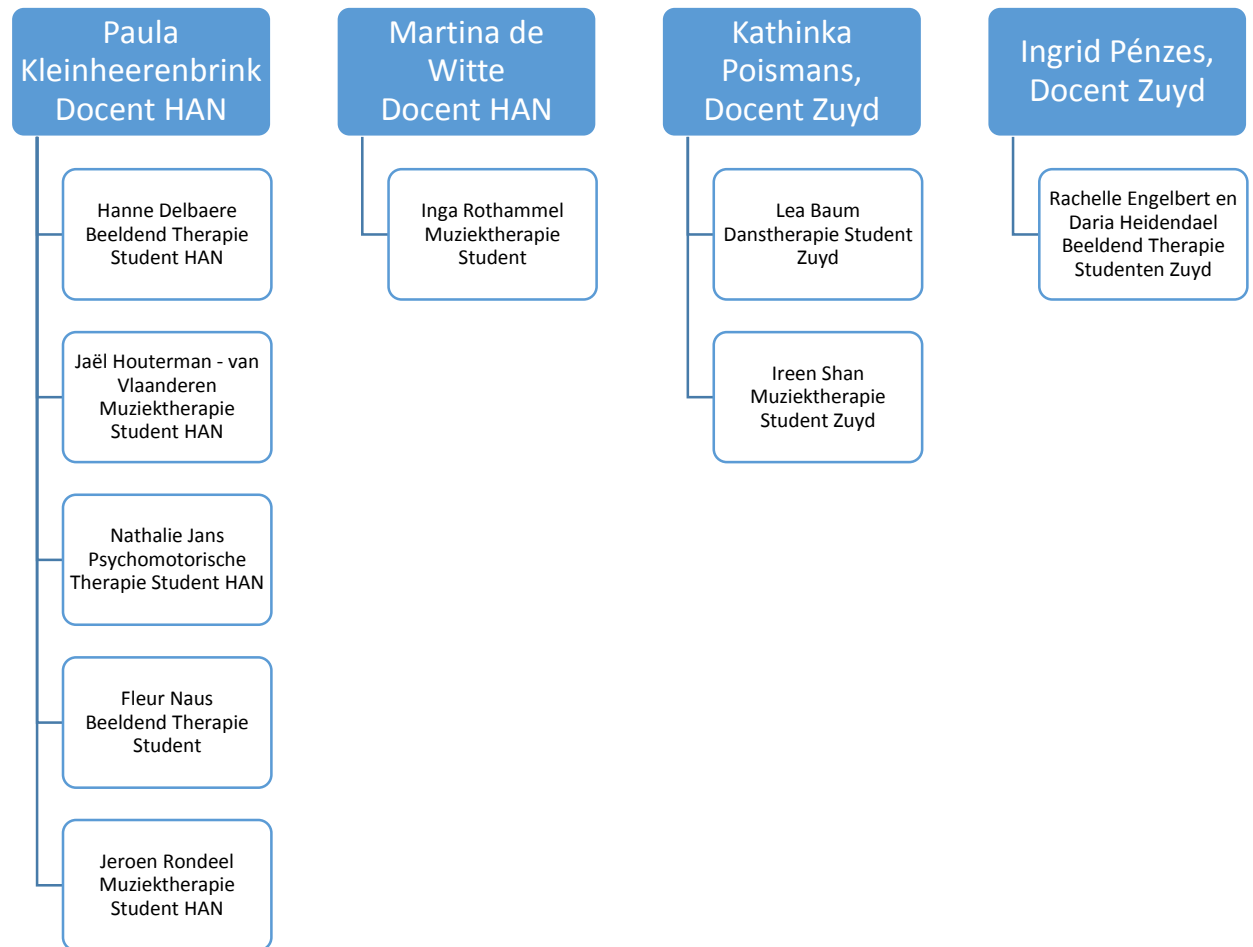 Paula
Kleinheerenbrink
Docent HAN
Hanne Delbaere
Beeldend Therapie
Student HAN
Jaël Houterman - van
Vlaanderen
Muziektherapie
Student HAN
Nathalie Jans
Psychomotorische
Therapie Student HAN
Fleur Naus
Beeldend Therapie
Student
Jeroen Rondeel
Muziektherapie
Student HAN
Martina de
Witte
Docent HAN
Inga Rothammel
Muziektherapie
Student
Kathinka
Poismans,
Docent Zuyd
Lea Baum
Danstherapie Student
Zuyd
Ireen Shan
Muziektherapie
Student Zuyd
Ingrid Pénzes,
Docent Zuyd
Rachelle Engelbert en
Daria Heidendael
Beeldend Therapie
Studenten Zuyd